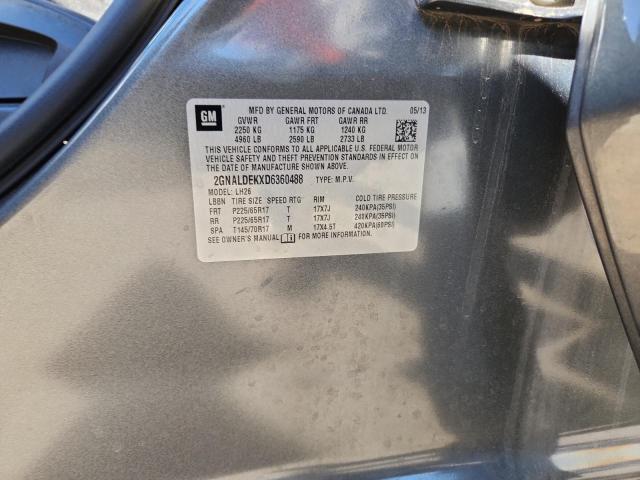 GM
MFD BY GENERAL MOTORS OF CANADA LTD. 05/13
GVWR GAWR FRT GAWR RR
2250 KG 1175 KG 1240 KG
4960 LB 2590 LB 2733 LB
THIS VEHICLE CONFORMS TO ALL APPLICABLE U.S. FEDERAL MOTOR
VEHICLE SAFETY AND THEFT PREVENTION STANDARDS IN EFFECT ON
THE DATE OF MANUFACTURE SHOWN ABOVE.
2GNALDEKXD6360488 TYPE: M.P.V.
MODEL: LH26
LBBN TIRE SIZE SPEED RTG RIM COLD TIRE PRESSURE
FRT P225/65R17 T 17X7J 240KPA(35PSI)
RR P225/65R17 T 17X7J 240KPA(35PSI)
SPA T145/70R17 M 17X4.5T 420KPA(60PSI)
SEE OWNER'S MANUAL FOR MORE INFORMATION.